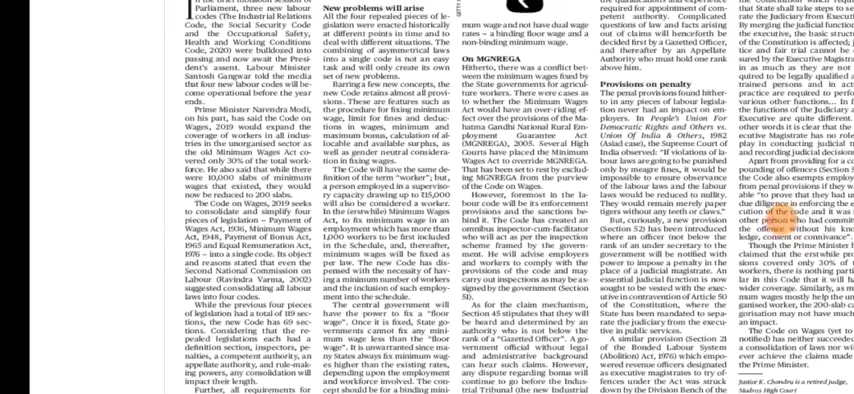 Parliament, three new labour
codes (The Industrial Relations
Code, the Social Security Code
and the Occupational Safety,
Health and Working Conditions
Code, 2020) were bulldozed into
passing and now await the Presi-
dent's assent. Labour Minister
Santosh Gangwar told the media
that four new labour codes will be-
come operational before the year
ends.
Prime Minister Narendra Modi,
on his part, has said the Code on
Wages, 2019 would expand the
coverage of workers in all indus-
tries in the unorganised sector as
the old Minimum Wages Act co-
vered only 30% of the total work-
force. He also said that while there
were 10,000 slabs of minimum
wages that existed, they would
now be reduced to 200 slabs.
The Code on Wages, 2019 seeks
to consolidate and simplify four
pieces of legislation – Payment of
Wages Act, 1936, Minimum Wages
Act, 1948, Payment of Bonus Act,
1965 and Equal Remuneration Act,
1976 – into a single Code. Its object
and reasons stated that even the
Second National Commission on
Labour (Ravindra Varma, 2002)
suggested consolidating all labour
laws into four codes.
While the previous four pieces
of legislation had a total of 119 sec-
tions, the new Code has 69 sec-
tions. Considering that the re-
pealed legislations each had a
definition section, inspectors, pe-
nalties, a competent authority, an
appellate authority, and rule-mak-
ing powers, any consolidation will
impact their length.
Further, all requirements for
New problems will arise
All the four repealed pieces of le-
gislation were enacted historically
at different points in time and to
deal with different situations. The
combining of asymmetrical laws
into a single code is not an easy
task and will only create its own
set of new problems.
Barring a few new concepts, the
new Code retains almost all provi-
sions. These are features such as
the procedure for fixing minimum
wage, limit for fines and deduc-
tions in wages, minimum and
maximum bonus, calculation of al-
locable and available surplus, as
well as gender neutral considera-
tion in fixing wages.
The Code will have the same de-
finition of the term "worker"; but,
a person employed in a superviso-
ry capacity drawing up to ₹15,000
will also be considered a worker.
In the (erstwhile) Minimum Wages
Act, to fix minimum wage in an
employment which has more than
1,000 workers to be first included
in the Schedule, and, thereafter,
minimum wages will be fixed as
per law. The new Code has dis-
pensed with the necessity of hav-
ing a minimum number of workers
and the inclusion of such employ-
ment into the schedule.
The central government will
have the power to fix a "floor
wage". Once it is fixed, State go-
vernments cannot fix any mini-
mum wage less than the "floor
wage". It is unwarranted since ma-
ny States always fix minimum wag-
es higher than the existing rates,
depending upon the employment
and workforce involved. The con-
cept should be for a binding mini-
mum wage and not have dual wage
rates – a binding floor wage and a
non-binding minimum wage.
On MGNREGA
Hitherto, there was a conflict bet-
ween the minimum wages fixed by
the State governments for agricul-
ture workers. There were cases as
to whether the Minimum Wages
Act would have an over-riding ef-
fect over the provisions of the Ma-
hatma Gandhi National Rural Em-
ployment Guarantee Act
(MGNREGA), 2005. Several High
Courts have placed the Minimum
Wages Act to override MGNREGA.
That has been set to rest by exclud-
ing MGNREGA from the purview
of the Code on Wages.
However, foremost in the la-
bour code will be its enforcement
provisions and the sanctions be-
hind it. The Code has created an
omnibus inspector-cum-facilitator
who will act as per the inspection
scheme framed by the govern-
ment. He will advise employers
and workers to comply with the
provisions of the code and may
carry out inspections as may be as-
signed by the government (Section
51).
As for the claim mechanism,
Section 45 stipulates that they will
be heard and determined by an
authority who is not below the
rank of a "Gazetted Officer". A go-
vernment official without legal
and administrative background
can hear such claims. However,
any dispute regarding bonus will
continue to go before the Indus-
trial Tribunal (the new Industrial
required for appointment of com-
petent authority. Complicated
questions of law and facts arising
out of claims will henceforth be
decided first by a Gazetted Officer,
and thereafter by an Appellate
Authority who must hold one rank
above him.
Provisions on penalty
The penal provisions found hither-
to in any pieces of labour legisla-
tion never had an impact on em-
ployers. In People's Union For
Democratic Rights and Others vs.
Union Of India & Others, 1982
(Asiad case), the Supreme Court of
India observed: "If violations of la-
bour laws are going to be punished
only by meagre fines, it would be
impossible to ensure observance
of the labour laws and the labour
laws would be reduced to nullity.
They would remain merely paper
tigers without any teeth or claws."
But, curiously, a new provision
(Section 52) has been introduced
where an officer (not below the
rank of an under secretary to the
government will be notified with
power to impose a penalty in the
place of a judicial magistrate. An
essential judicial function is now
sought to be vested with the exec-
utive in contravention of Article 50
of the Constitution, where the
State has been mandated to sepa-
rate the judiciary from the execu-
tive in public services.
A similar provision (Section 21
of the Bonded Labour System
(Abolition) Act, 1976) which empo-
wered revenue officers designated
as executive magistrates to try of-
fences under the Act was struck
down by the Division Bench of the
that State shall take steps to se
rate the Judiciary from Executi
By merging the judicial function
the executive, the basic struct
of the Constitution is affected; j
tice and fair trial cannot be
sured by the Executive Magistrat
in as much as they are not
quired to be legally qualified a
trained persons and in act
practice are required to perfor
various other functions... In f
the functions of the Judiciary a
Executive are quite different.
other words it is clear that the
ecutive Magistrate has no role
play in conducting judicial tr
and recording judicial decisions
Apart from providing for a co
pounding of offences (Section 5
the Code also exempts employ
from penal provisions if they w
able "to prove that they had us
due diligence in enforcing the e
cution of the code and it was t
other person who had commit
the offence without his kno
ledge, consent or connivance".
Though the Prime Minister h
claimed that the erstwhile prov
sions covered only 30% of th
workers, there is nothing parti
lar in this Code that it will ha
wider coverage. Similarly, as m
mum wages mostly help the un
ganised worker, the 200-slab ca
gorisation may not have much
an impact.
The Code on Wages (yet to
notified) has neither succeeded
a consolidation of laws nor wil
ever achieve the claims made
the Prime Minister.
Justice K. Chandru is a retired judge,
Madras High Court